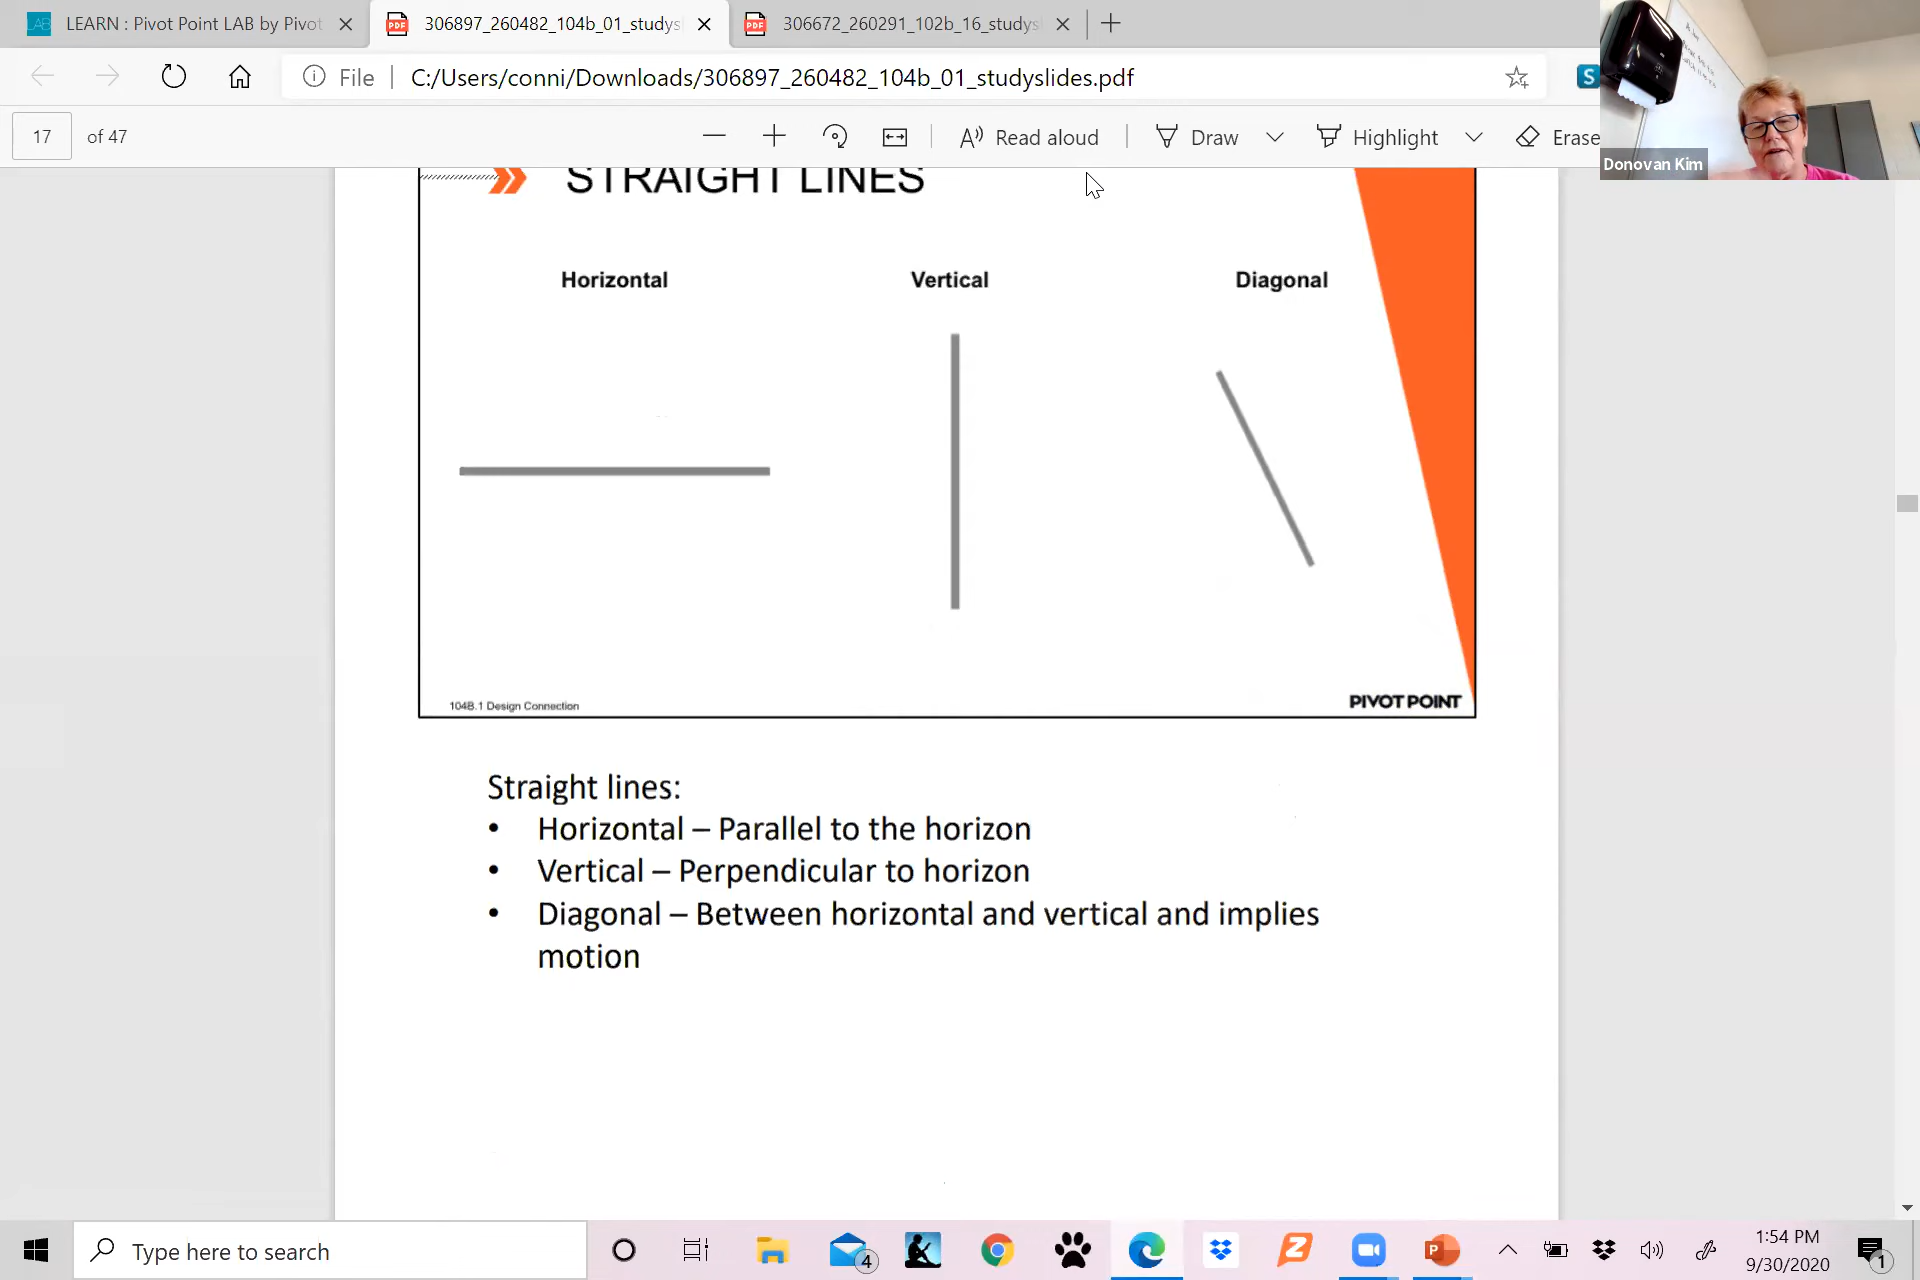 LEARN : Pivot Point LAB by Pivot
306897_260482_104b_01_studys
306672_260291_102b_16_studys
File
C:/Users/conni/Downloads/306897_260482_104b_01_studyslides.pdf
17 of 47
Read aloud
Draw
Highlight
Erase
Donovan Kim
STRAIGHT LINES
Horizontal
Vertical
Diagonal
104B.1 Design Connection
PIVOT POINT
Straight lines:
• Horizontal – Parallel to the horizon
• Vertical – Perpendicular to horizon
• Diagonal – Between horizontal and vertical and implies
motion
Type here to search
4
1:54 PM
9/30/2020
1